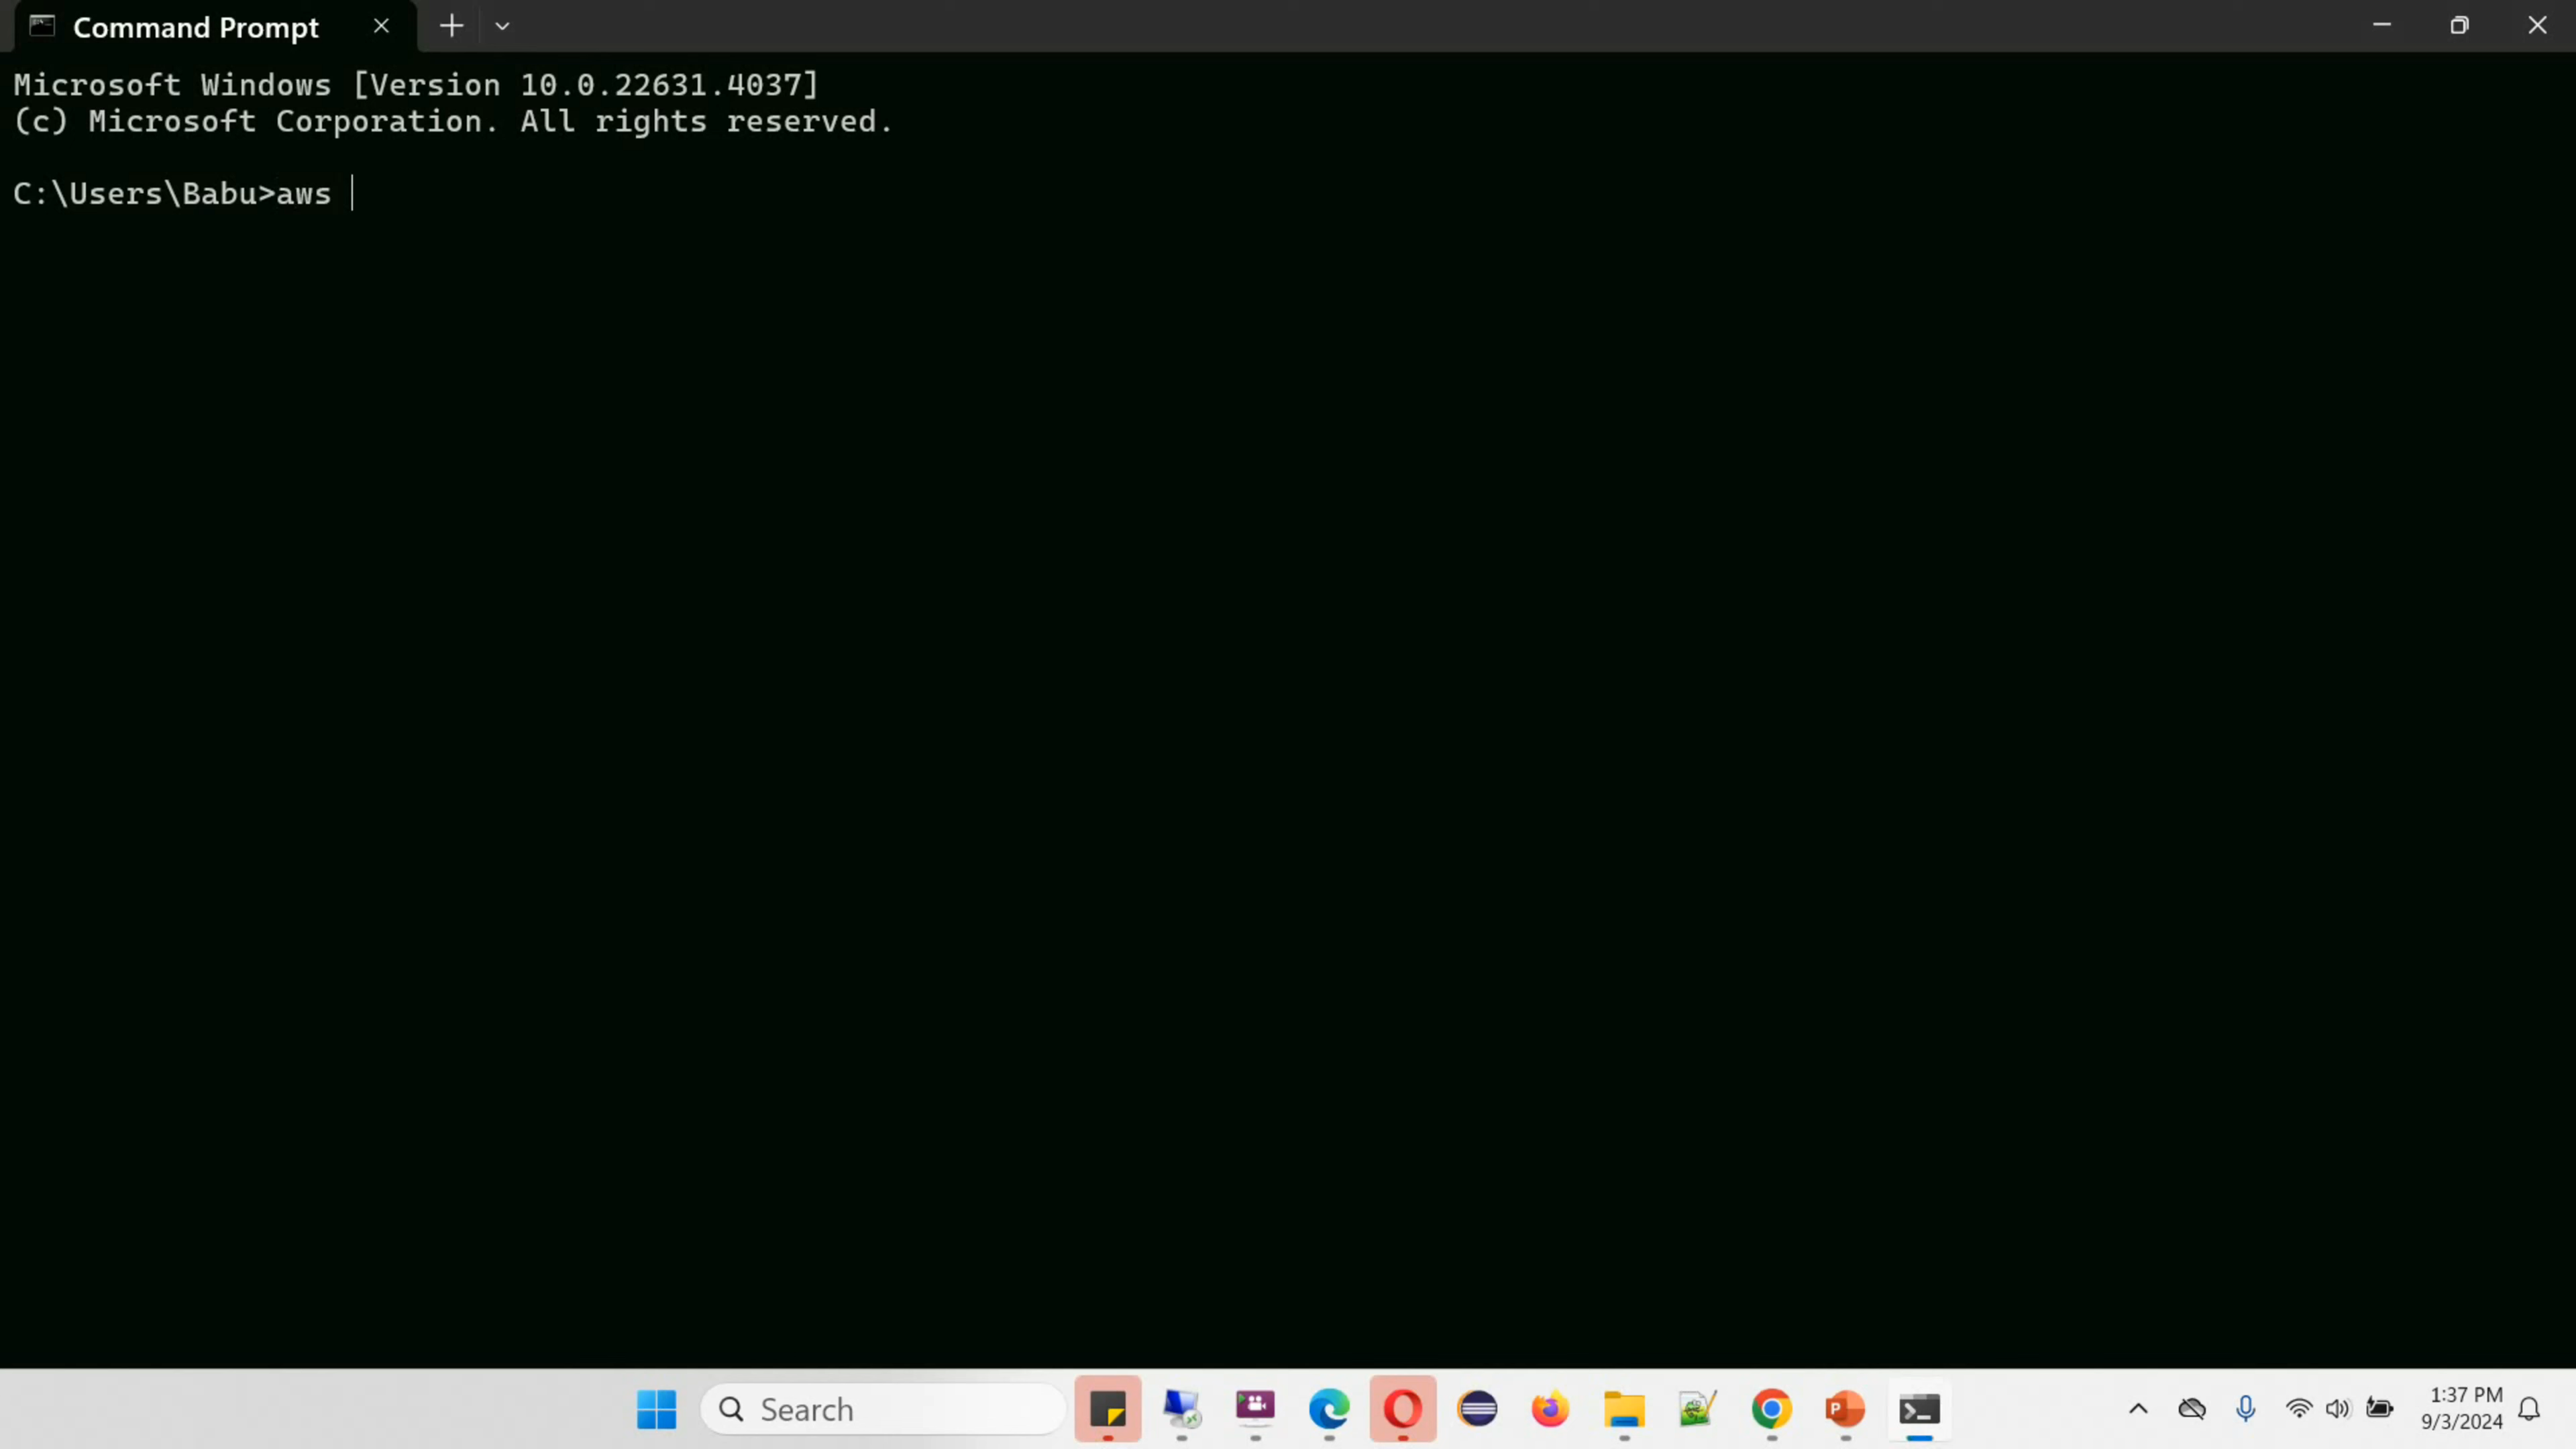 Command Prompt
Microsoft Windows [Version 10.0.22631.4037]
(c) Microsoft Corporation. All rights reserved.
C:\Users\Babu>aws
Search
1:37 PM
9/3/2024